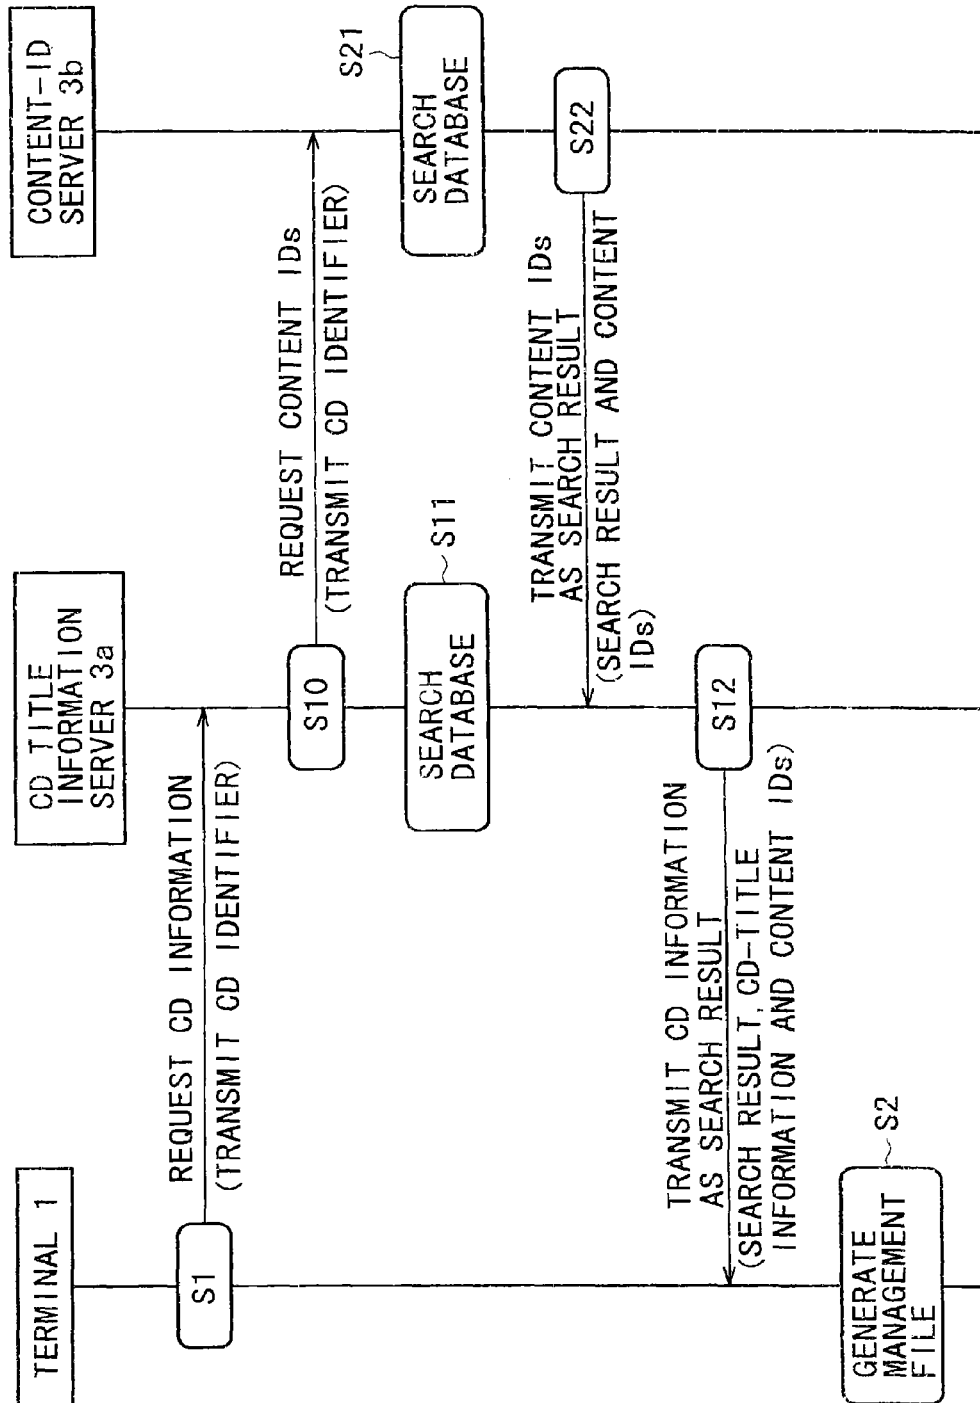 TERMINAL 1
CD TITLE
INFORMATION
SERVER 3a
CONTENT-ID
SERVER 3b
S1
REQUEST CD INFORMATION
(TRANSMIT CD IDENTIFIER)
S10
REQUEST CONTENT IDs
(TRANSMIT CD IDENTIFIER)
SEARCH
DATABASE
S11
SEARCH
DATABASE
S21
S22
TRANSMIT CONTENT IDs
AS SEARCH RESULT
(SEARCH RESULT AND CONTENT
IDs)
S12
TRANSMIT CD INFORMATION
AS SEARCH RESULT
(SEARCH RESULT, CD-TITLE
INFORMATION AND CONTENT IDs)
GENERATE
MANAGEMENT
FILE
S2